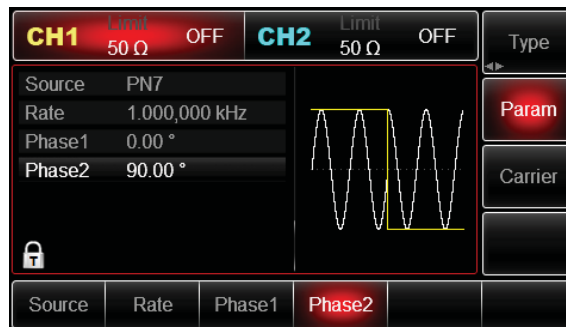 CH1 Limit 50 Ω OFF CH2 Limit 50 Ω OFF Type
Source PN7
Rate 1.000,000 kHz Param
Phase1 0.00 °
Phase2 90.00 ° Carrier
T
Source Rate Phase1 Phase2